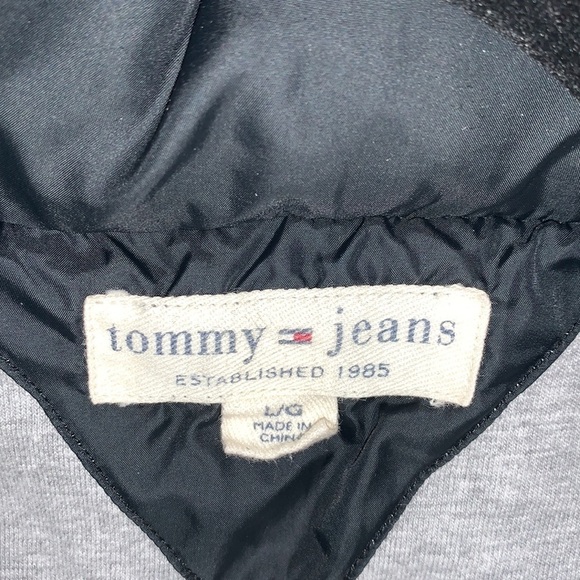 tommy jeans
ESTABLISHED 1985
L/G
MADE IN
CHINA